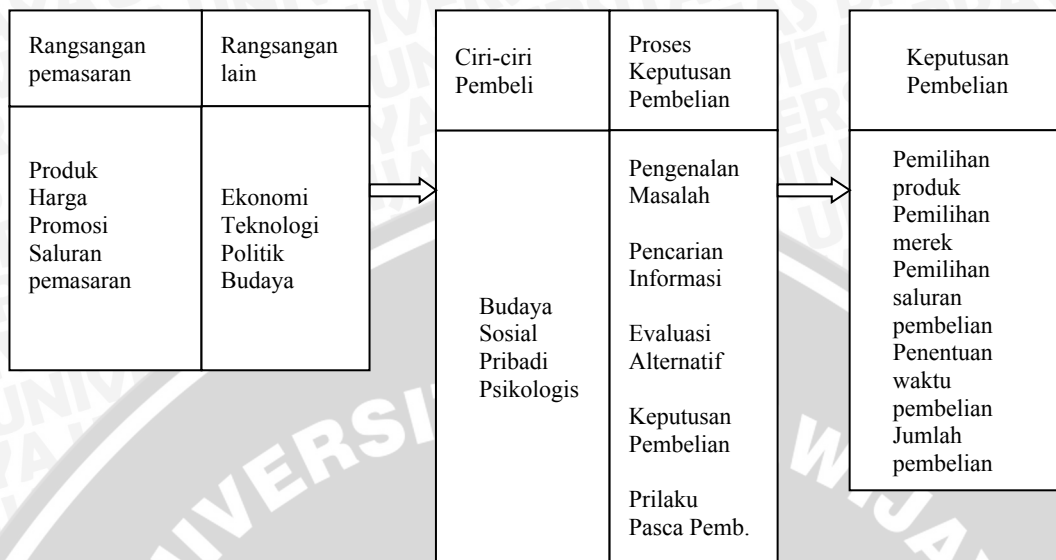 Rangsangan
pemasaran
Rangsangan
lain
Produk
Harga
Promosi
Saluran
pemasaran
Ekonomi
Teknologi
Politik
Budaya
Ciri-ciri
Pembeli
Proses
Keputusan
Pembelian
Budaya
Sosial
Pribadi
Psikologis
Pengenalan
Masalah
Pencarian
Informasi
Evaluasi
Alternatif
Keputusan
Pembelian
Prilaku
Pasca Pemb.
Keputusan
Pembelian
Pemilihan
produk
Pemilihan
merek
Pemilihan
saluran
pembelian
Penentuan
waktu
pembelian
Jumlah
pembelian